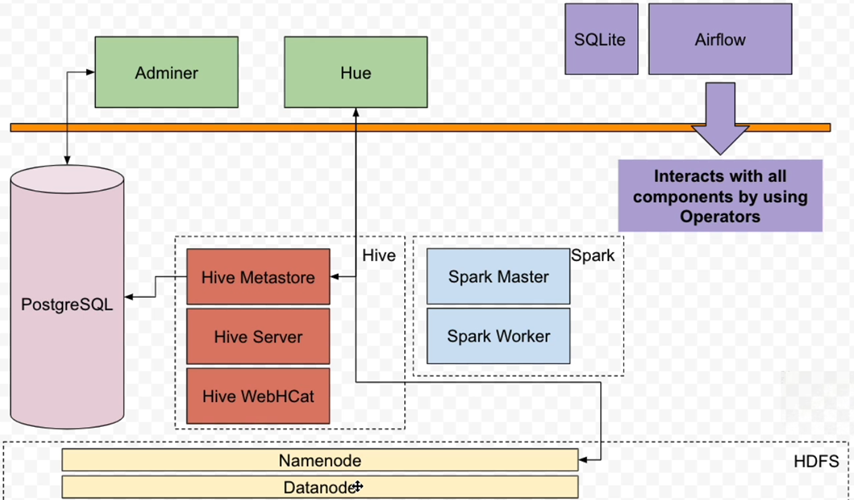 SQLite
Airflow
Adminer
Hue
Interacts with all
components by using
Operators
Hive
Spark
Hive Metastore
Spark Master
PostgreSQL
Hive Server
Spark Worker
Hive WebHCat
HDFS
Namenode
Datanode